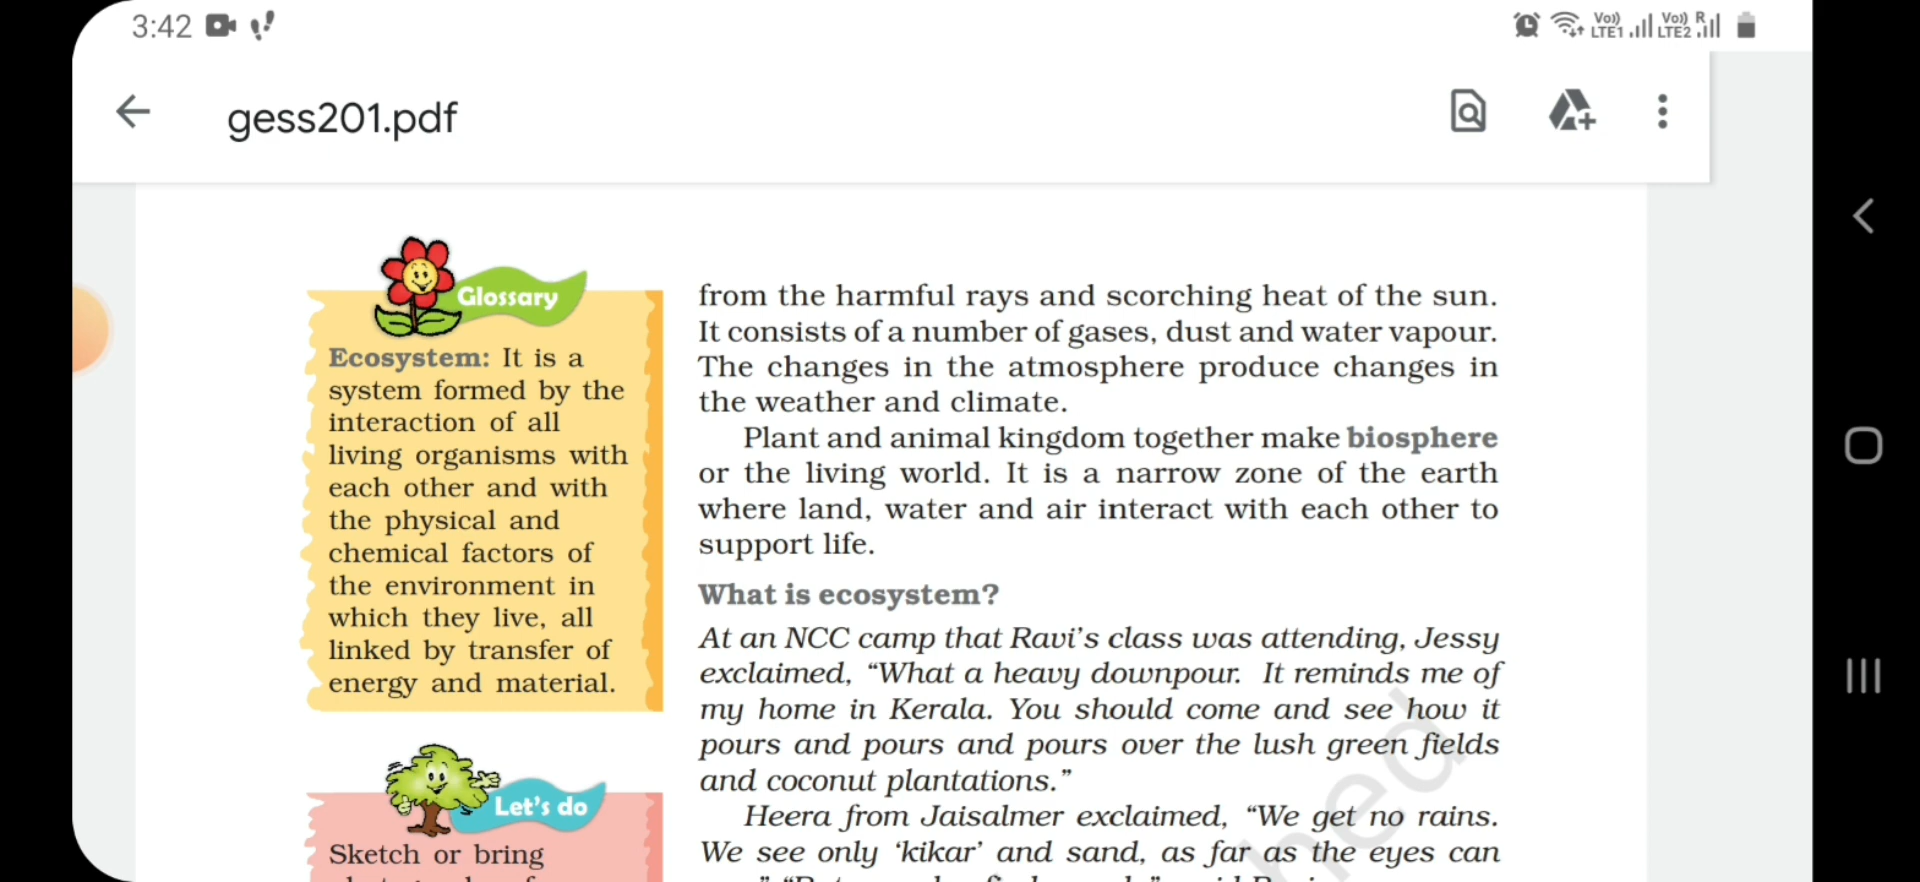 3:42
Vo)) LTE1 Vo)) R LTE2
gess201.pdf
Glossary
Ecosystem: It is a
system formed by the
interaction of all
living organisms with
each other and with
the physical and
chemical factors of
the environment in
which they live, all
linked by transfer of
energy and material.
Let's do
Sketch or bring
from the harmful rays and scorching heat of the sun.
It consists of a number of gases, dust and water vapour.
The changes in the atmosphere produce changes in
the weather and climate.
Plant and animal kingdom together make biosphere
or the living world. It is a narrow zone of the earth
where land, water and air interact with each other to
support life.
What is ecosystem?
At an NCC camp that Ravi's class was attending, Jessy
exclaimed, “What a heavy downpour. It reminds me of
my home in Kerala. You should come and see how it
pours and pours and pours over the lush green fields
and coconut plantations.”
Heera from Jaisalmer exclaimed, “We get no rains.
We see only ‘kikar’ and sand, as far as the eyes can